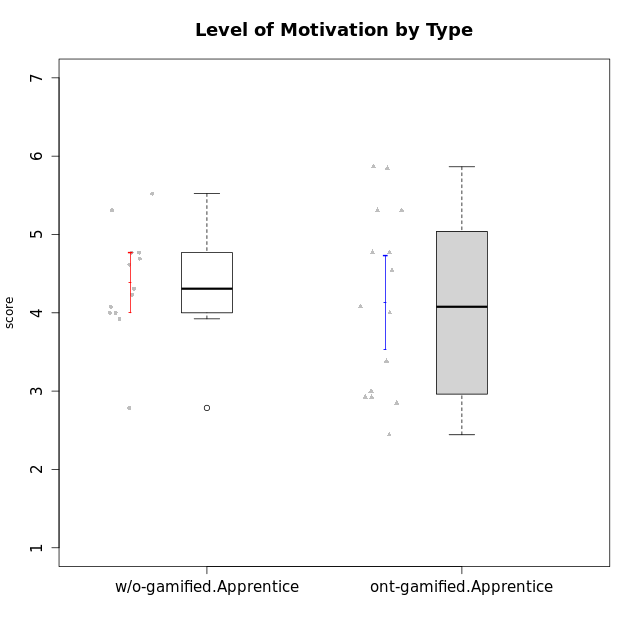 Level of Motivation by Type
7
6
5
4
3
2
1
score
w/o-gamified.Apprentice
ont-gamified.Apprentice